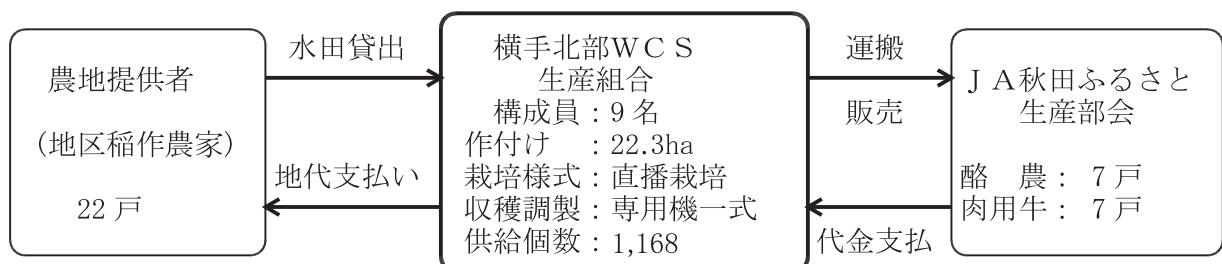 農地提供者
(地区稲作農家)
22 戸
水田貸出
地代支払い
横手北部WCS
生産組合
構成員：9 名
作付け　：22.3ha
栽培様式：直播栽培
収穫調製：専用機一式
供給個数：1,168
運搬
販売
代金支払
JA秋田ふるさと
生産部会
酪　農： 7 戸
肉用牛： 7 戸